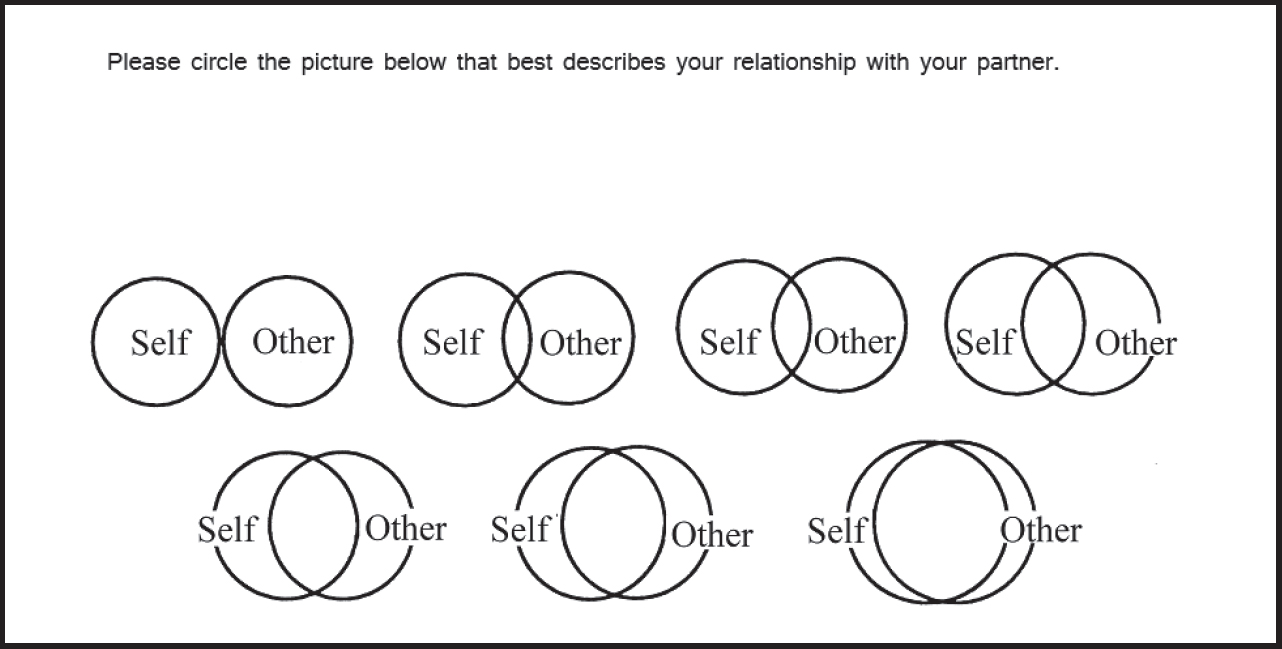 Please circle the picture below that best describes your relationship with your partner.
Self Other Self Other Self Other Self Other
Self Other Self Other Self Other